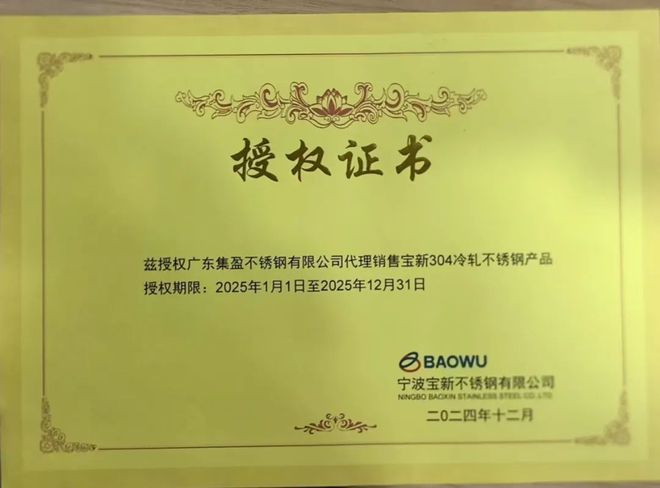 授权证书
兹授权广东集盈不锈钢有限公司代理销售宝新304冷轧不锈钢产品
授权期限：2025年1月1日至2025年12月31日
BAOWU
宁波宝新不锈钢有限公司
NINGBO BAOXIN STAINLESS STEEL CO.,LTD
二〇二四年十二月